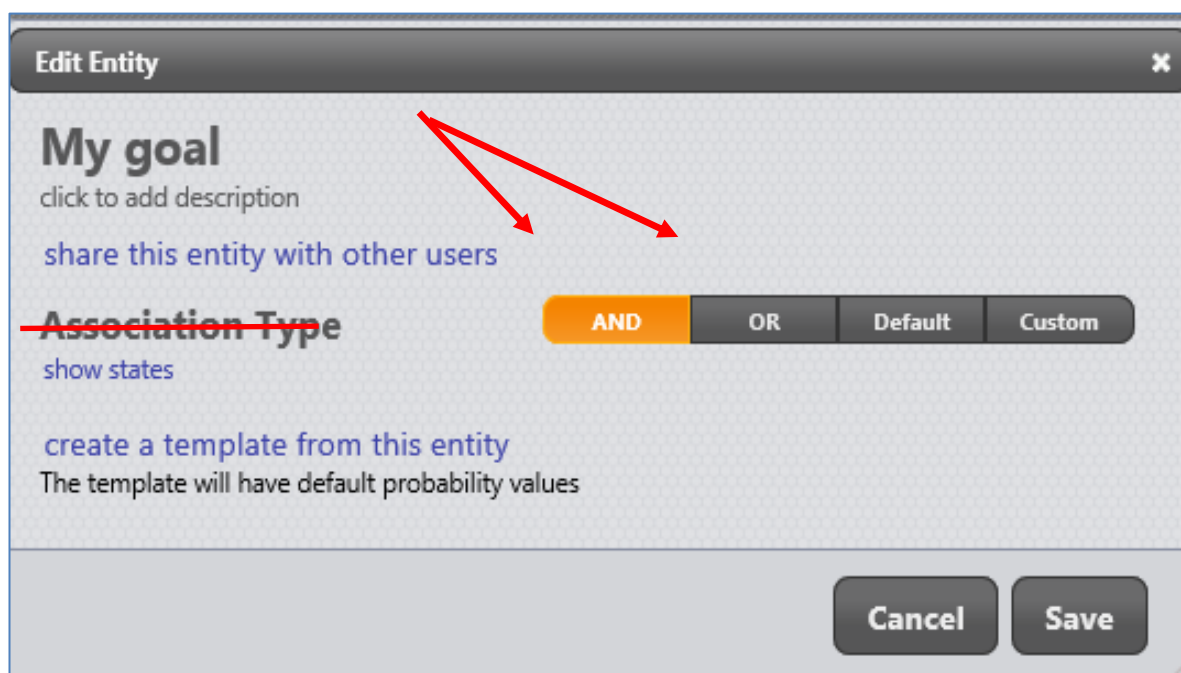 Edit Entity
My goal
click to add description
share this entity with other users
Association Type
AND OR Default Custom
show states
create a template from this entity
The template will have default probability values
Cancel Save